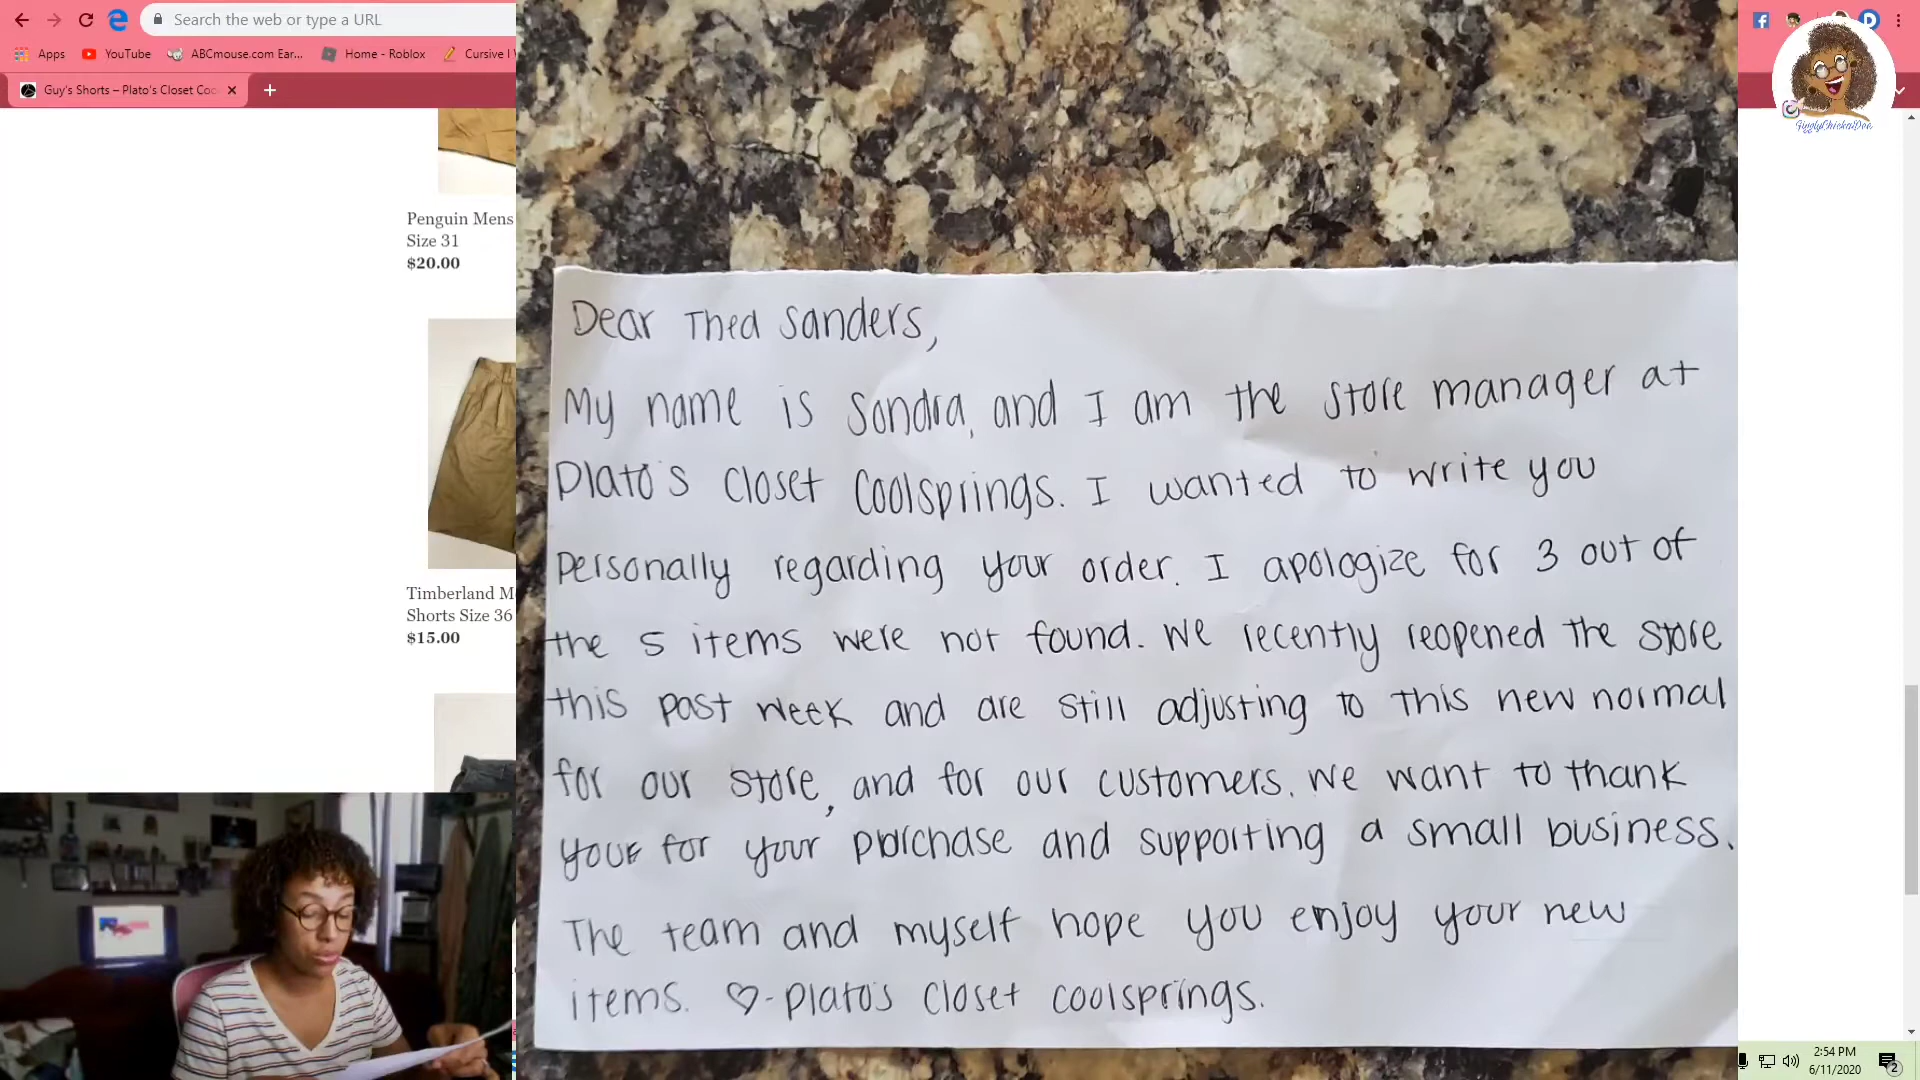 Search the web or type a URL
Apps
YouTube
ABCmouse.com Ear...
Home - Roblox
Cursive I
Guy's Shorts – Plato's Closet Coo
GigglyChicknDee
Penguin Mens
Size 31
$20.00
Timberland M
Shorts Size 36
$15.00
Dear Thea Sanders,
My name is Sondra, and I am the store manager at
Plato's Closet Coolsprings. I wanted to write you
personally regarding your order. I apologize for 3 out of
the 5 items were not found. We recently reopened the store
this past week and are still adjusting to this new normal
for our store, and for our customers. We want to thank
you for your purchase and supporting a small business.
The team and myself hope you enjoy your new
items. ♡-Plato's Closet Coolsprings.
2:54 PM
6/11/2020
2